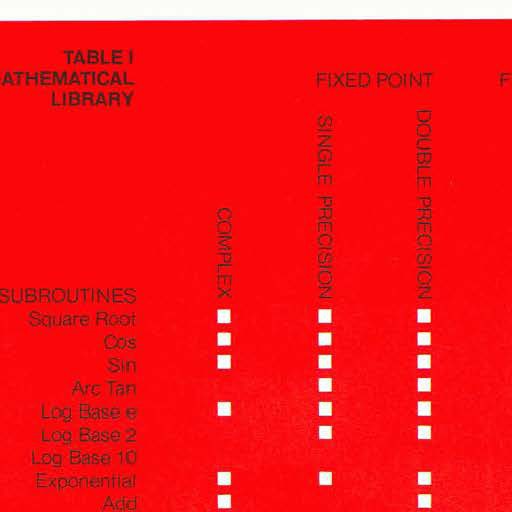 TABLE I
ATHEMATICAL
LIBRARY
FIXED POINT
F
SINGLE PRECISION
DOUBLE PRECISION
COMPLEX
SUBROUTINES
Square Root
Cos
Sin
Arc Tan
Log Base e
Log Base 2
Log Base 10
Exponential
Add